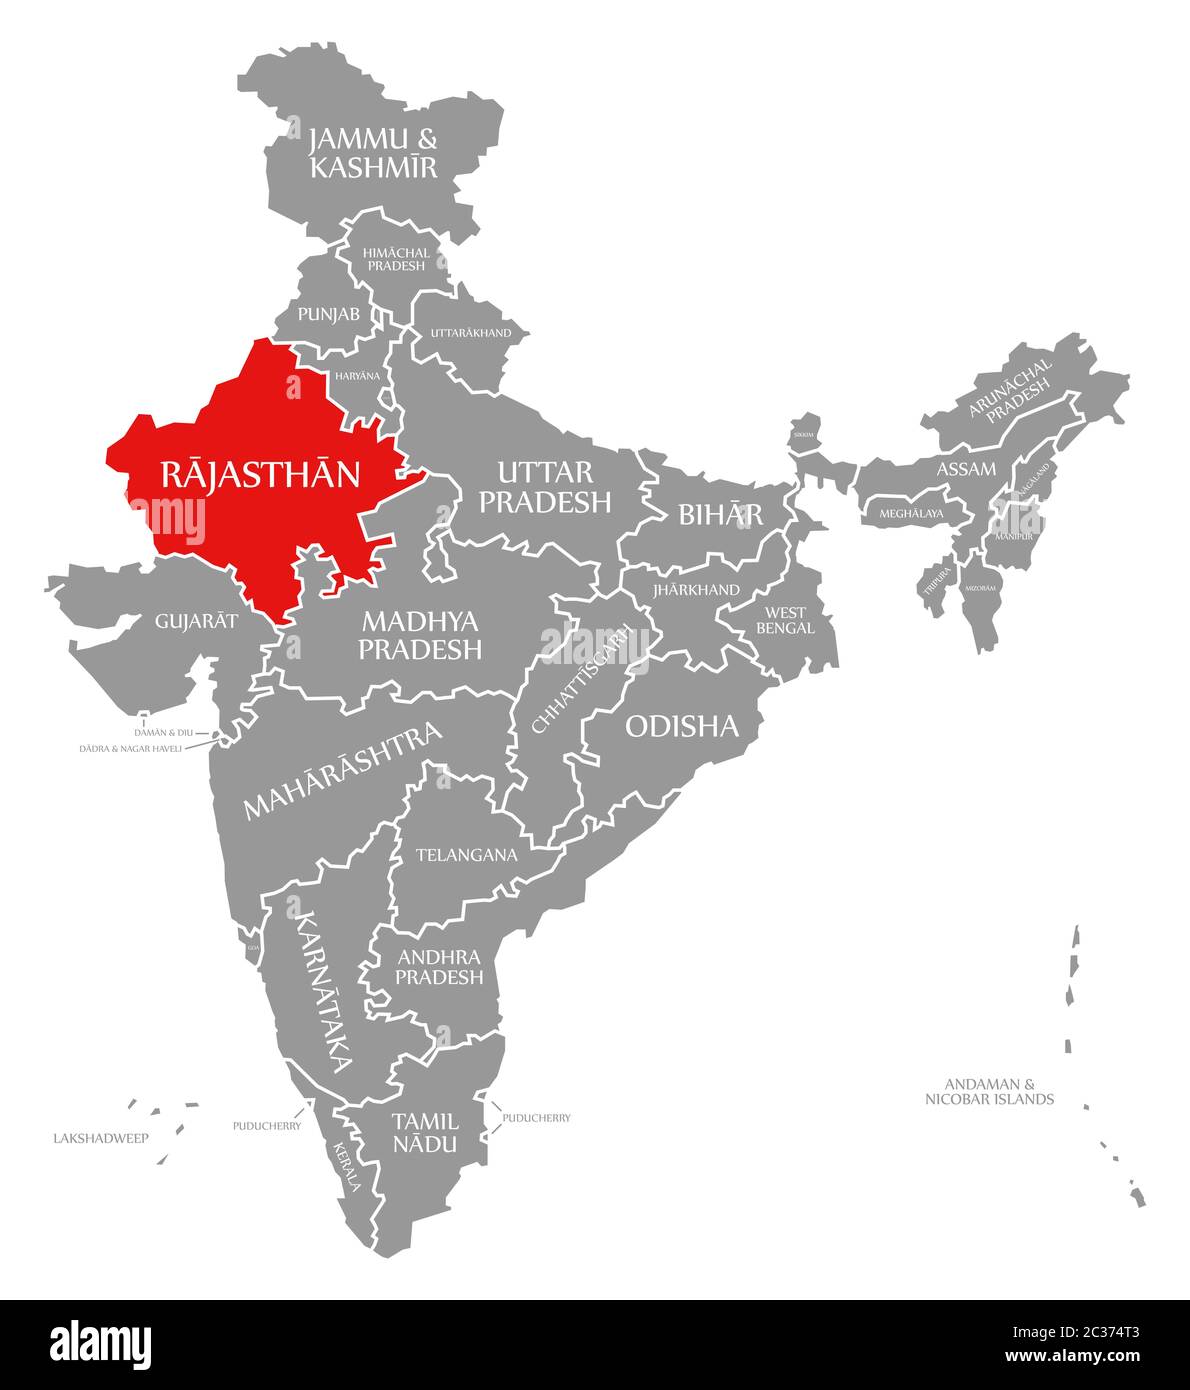 JAMMU &
KASHMĪR
HIMĀCHAL
PRADESH
PUNJAB
UTTARĀKHAND
HARYĀNA
RĀJASTHĀN
UTTAR
PRADESH
BIHĀR
SIKKIM
ARUNĀCHAL
PRADESH
ASSAM
NĀGĀLAND
MEGHĀLAYA
MANIPUR
TRIPURA
MIZORĀM
JHĀRKHAND
WEST
BENGAL
GUJARĀT
MADHYA
PRADESH
CHHATTĪSGARH
ODISHA
DAMĀN & DIU
DĀDRA & NAGAR HAVELI
MAHĀRĀSHTRA
TELANGANA
GOA
KARNĀTAKA
ANDHRA
PRADESH
ANDAMAN &
NICOBAR ISLANDS
LAKSHADWEEP
PUDUCHERRY
TAMIL
NĀDU
PUDUCHERRY
KERALA
a
a
a
a
alamy
alamy
Image ID: 2C374T3
www.alamy.com